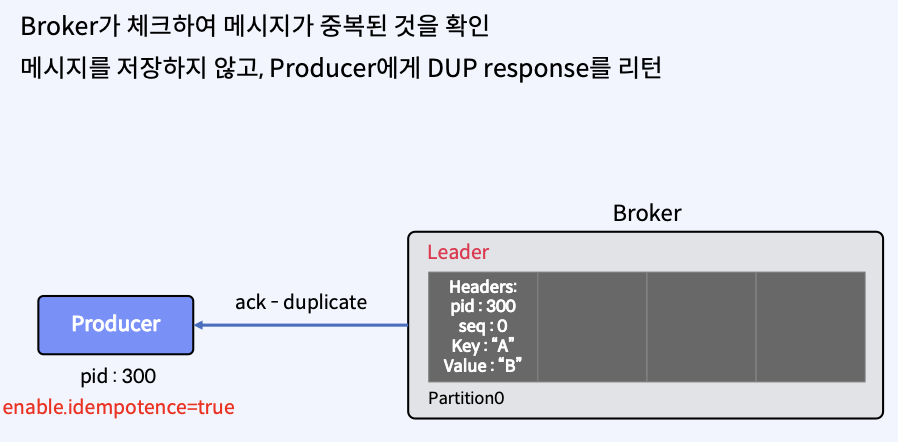 Broker가 체크하여 메시지가 중복된 것을 확인
메시지를 저장하지 않고, Producer에게 DUP response를 리턴
Broker
Leader
Headers:
pid : 300
seq : 0
Key : “A”
Value : “B”
Partition0
ack - duplicate
Producer
pid : 300
enable.idempotence=true